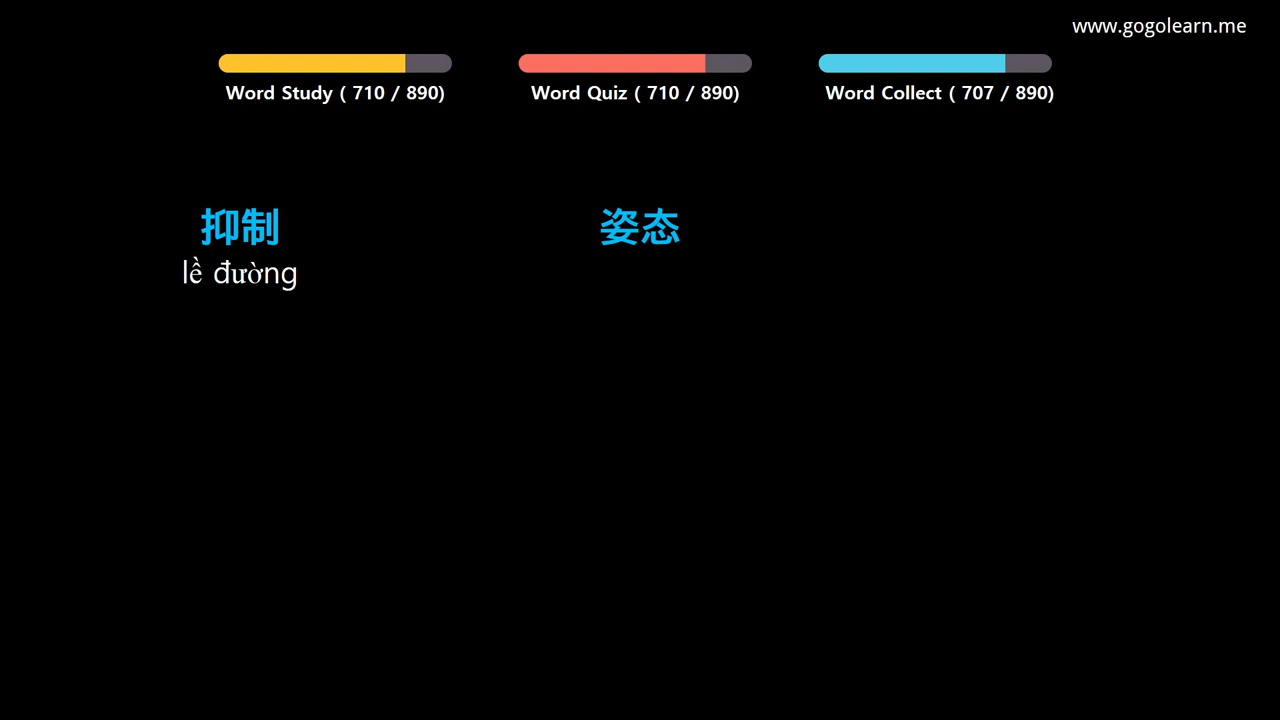 www.gogolearn.me
Word Study ( 710 / 890)
Word Quiz ( 710 / 890)
Word Collect ( 707 / 890)
抑制
姿态
lề đường